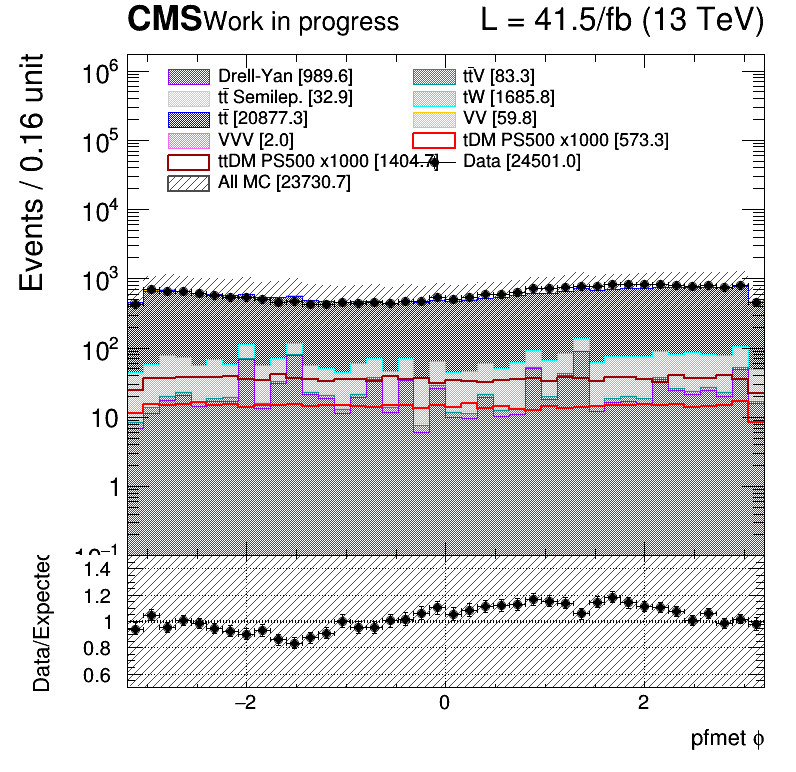 CMS Work in progress L = 41.5/fb (13 TeV)
Events / 0.16 unit
10⁶
10⁵
10⁴
10³
10²
10
1
10⁻¹
Drell-Yan [989.6] tt̄V [83.3]
tt̄ Semilep. [32.9] tW [1685.8]
tt̄ [20877.3] VV [59.8]
VVV [2.0] tDM PS500 x1000 [573.3]
ttDM PS500 x1000 [1404.7] Data [24501.0]
All MC [23730.7]
Data/Expected
1.4
1.2
1
0.8
0.6
−2 0 2
pfmet ϕ